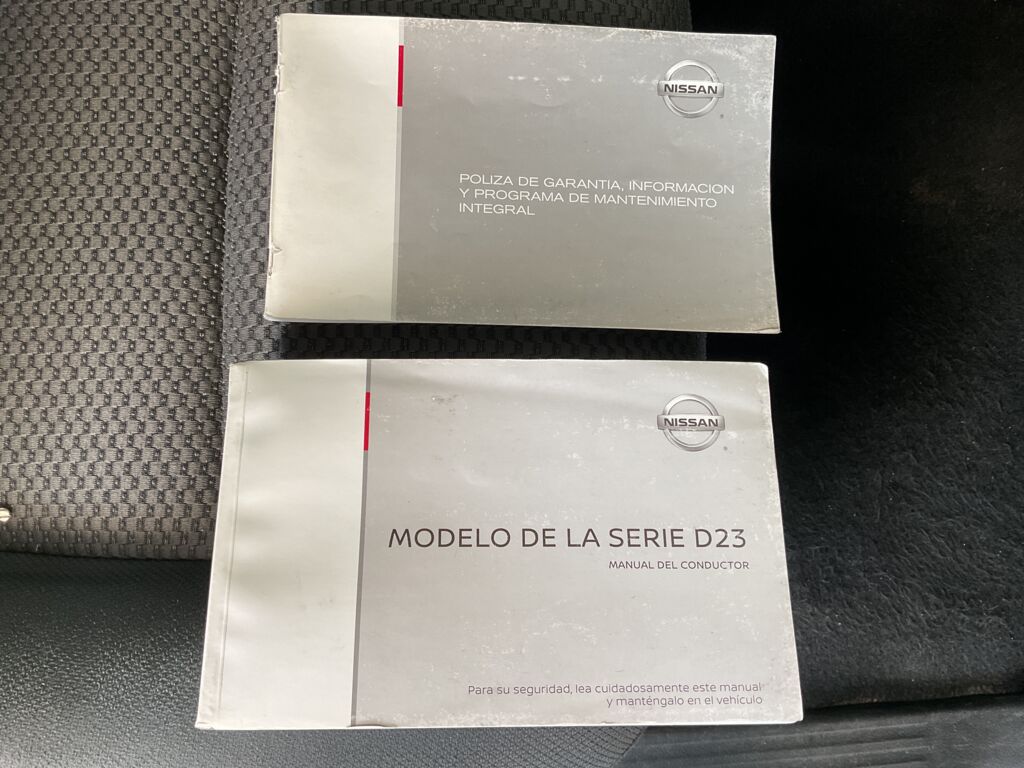 NISSAN
POLIZA DE GARANTIA, INFORMACION
Y PROGRAMA DE MANTENIMIENTO
INTEGRAL
NISSAN
MODELO DE LA SERIE D23
MANUAL DEL CONDUCTOR
Para su seguridad, lea cuidadosamente este manual
y manténgalo en el vehículo